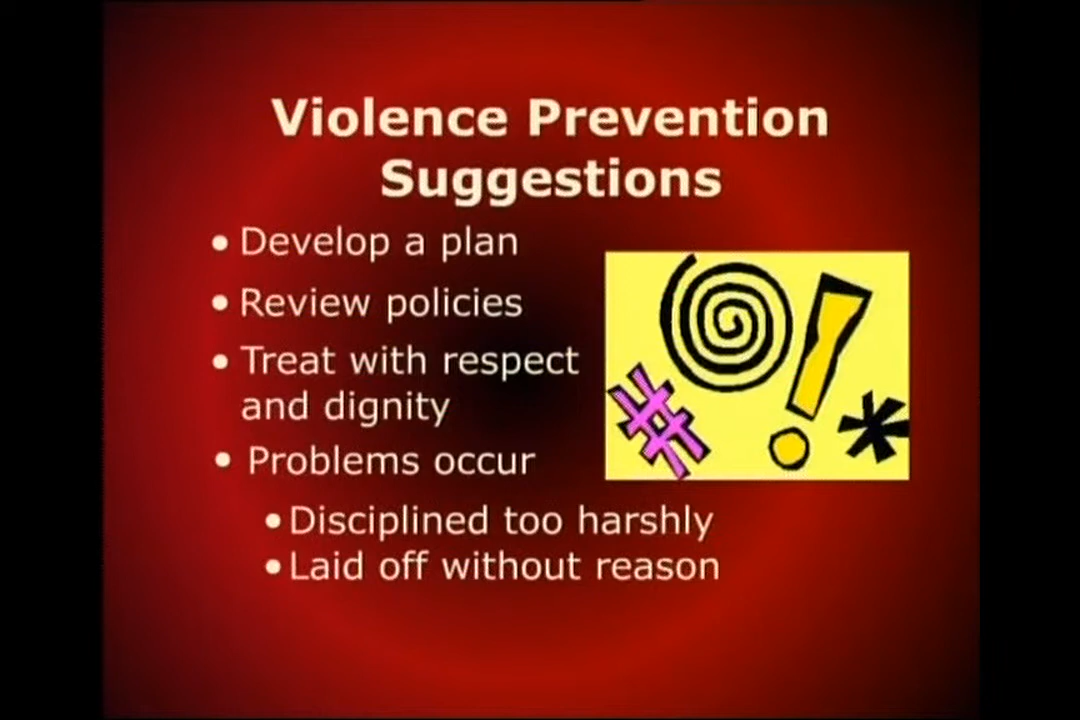 Violence Prevention
Suggestions
• Develop a plan
• Review policies
• Treat with respect
and dignity
• Problems occur
• Disciplined too harshly
• Laid off without reason